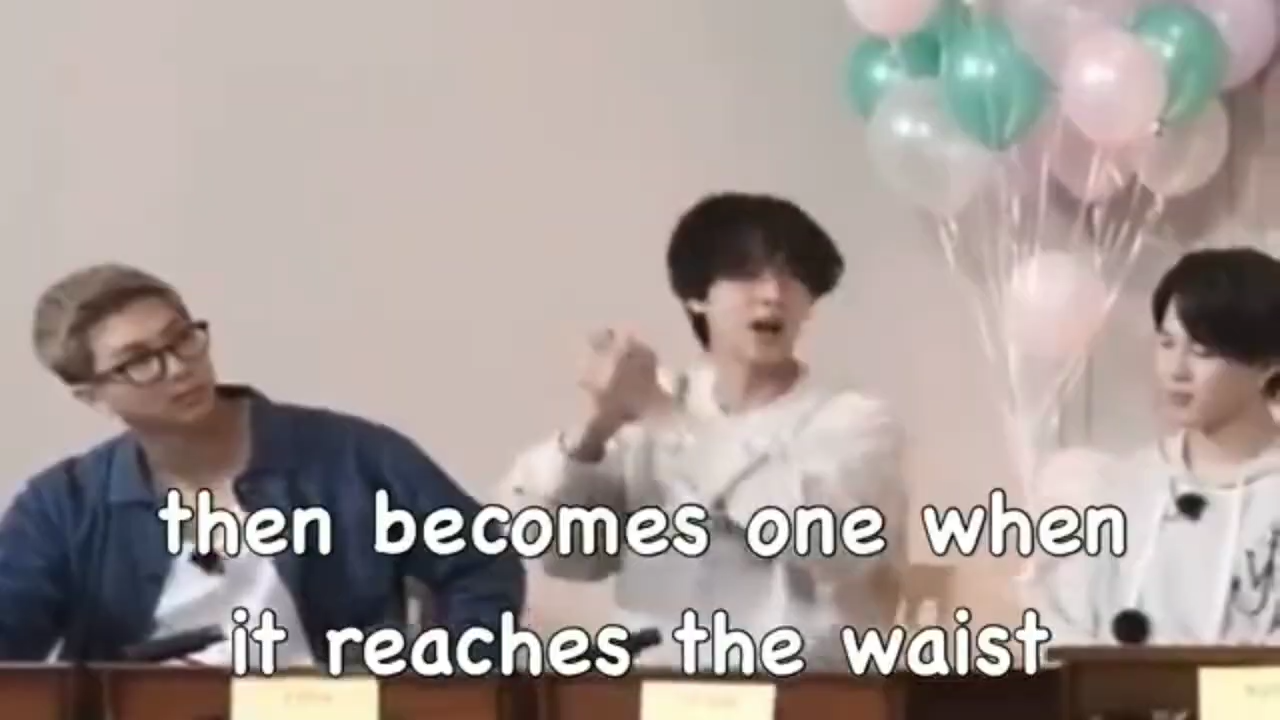 then becomes one when
it reaches the waist